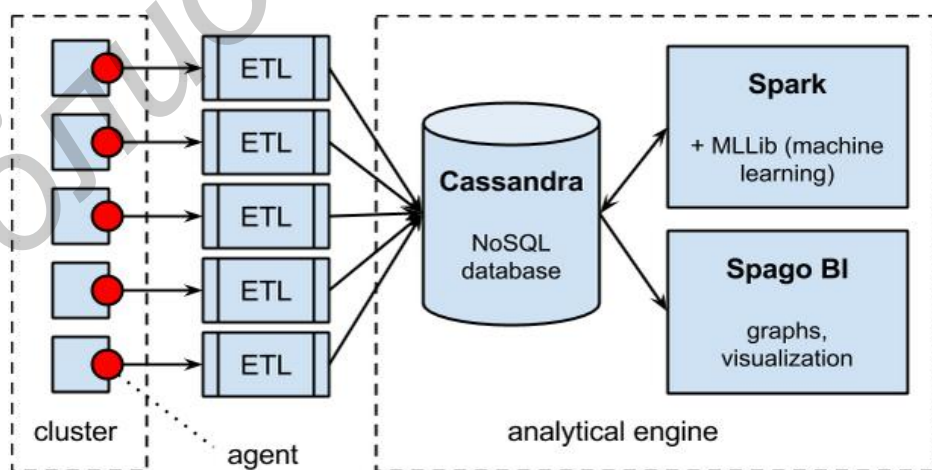 ETL
ETL
ETL
ETL
ETL
cluster
agent
Cassandra
NoSQL
database
Spark
+ MLLib (machine
learning)
Spago BI
graphs,
visualization
analytical engine